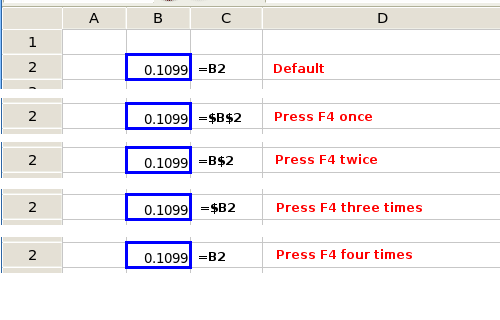 A B C D
1
2 0.1099 =B2 Default
2 0.1099 =$B$2 Press F4 once
2 0.1099 =B$2 Press F4 twice
2 0.1099 =$B2 Press F4 three times
2 0.1099 =B2 Press F4 four times